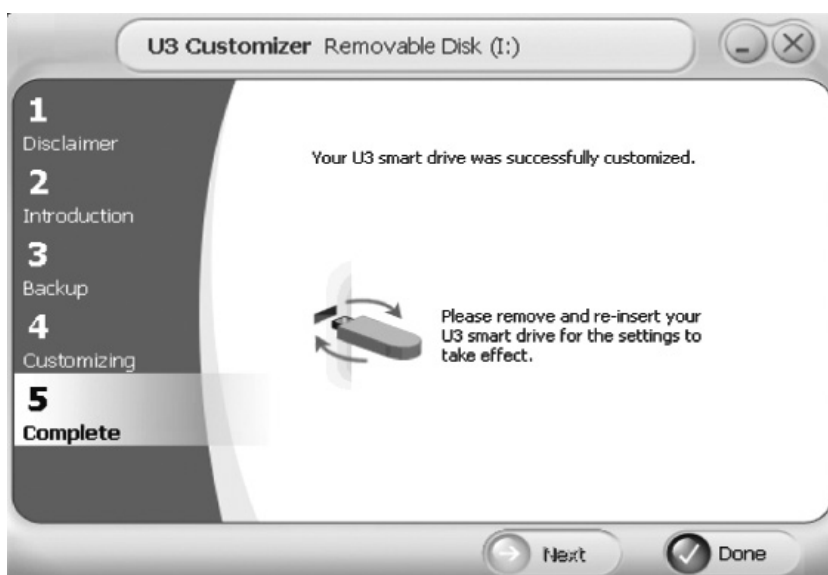 U3 Customizer Removable Disk (I:)
1
Disclaimer
2
Introduction
3
Backup
4
Customizing
5
Complete
Your U3 smart drive was successfully customized.
Please remove and re-insert your
U3 smart drive for the settings to
take effect.
Next
Done